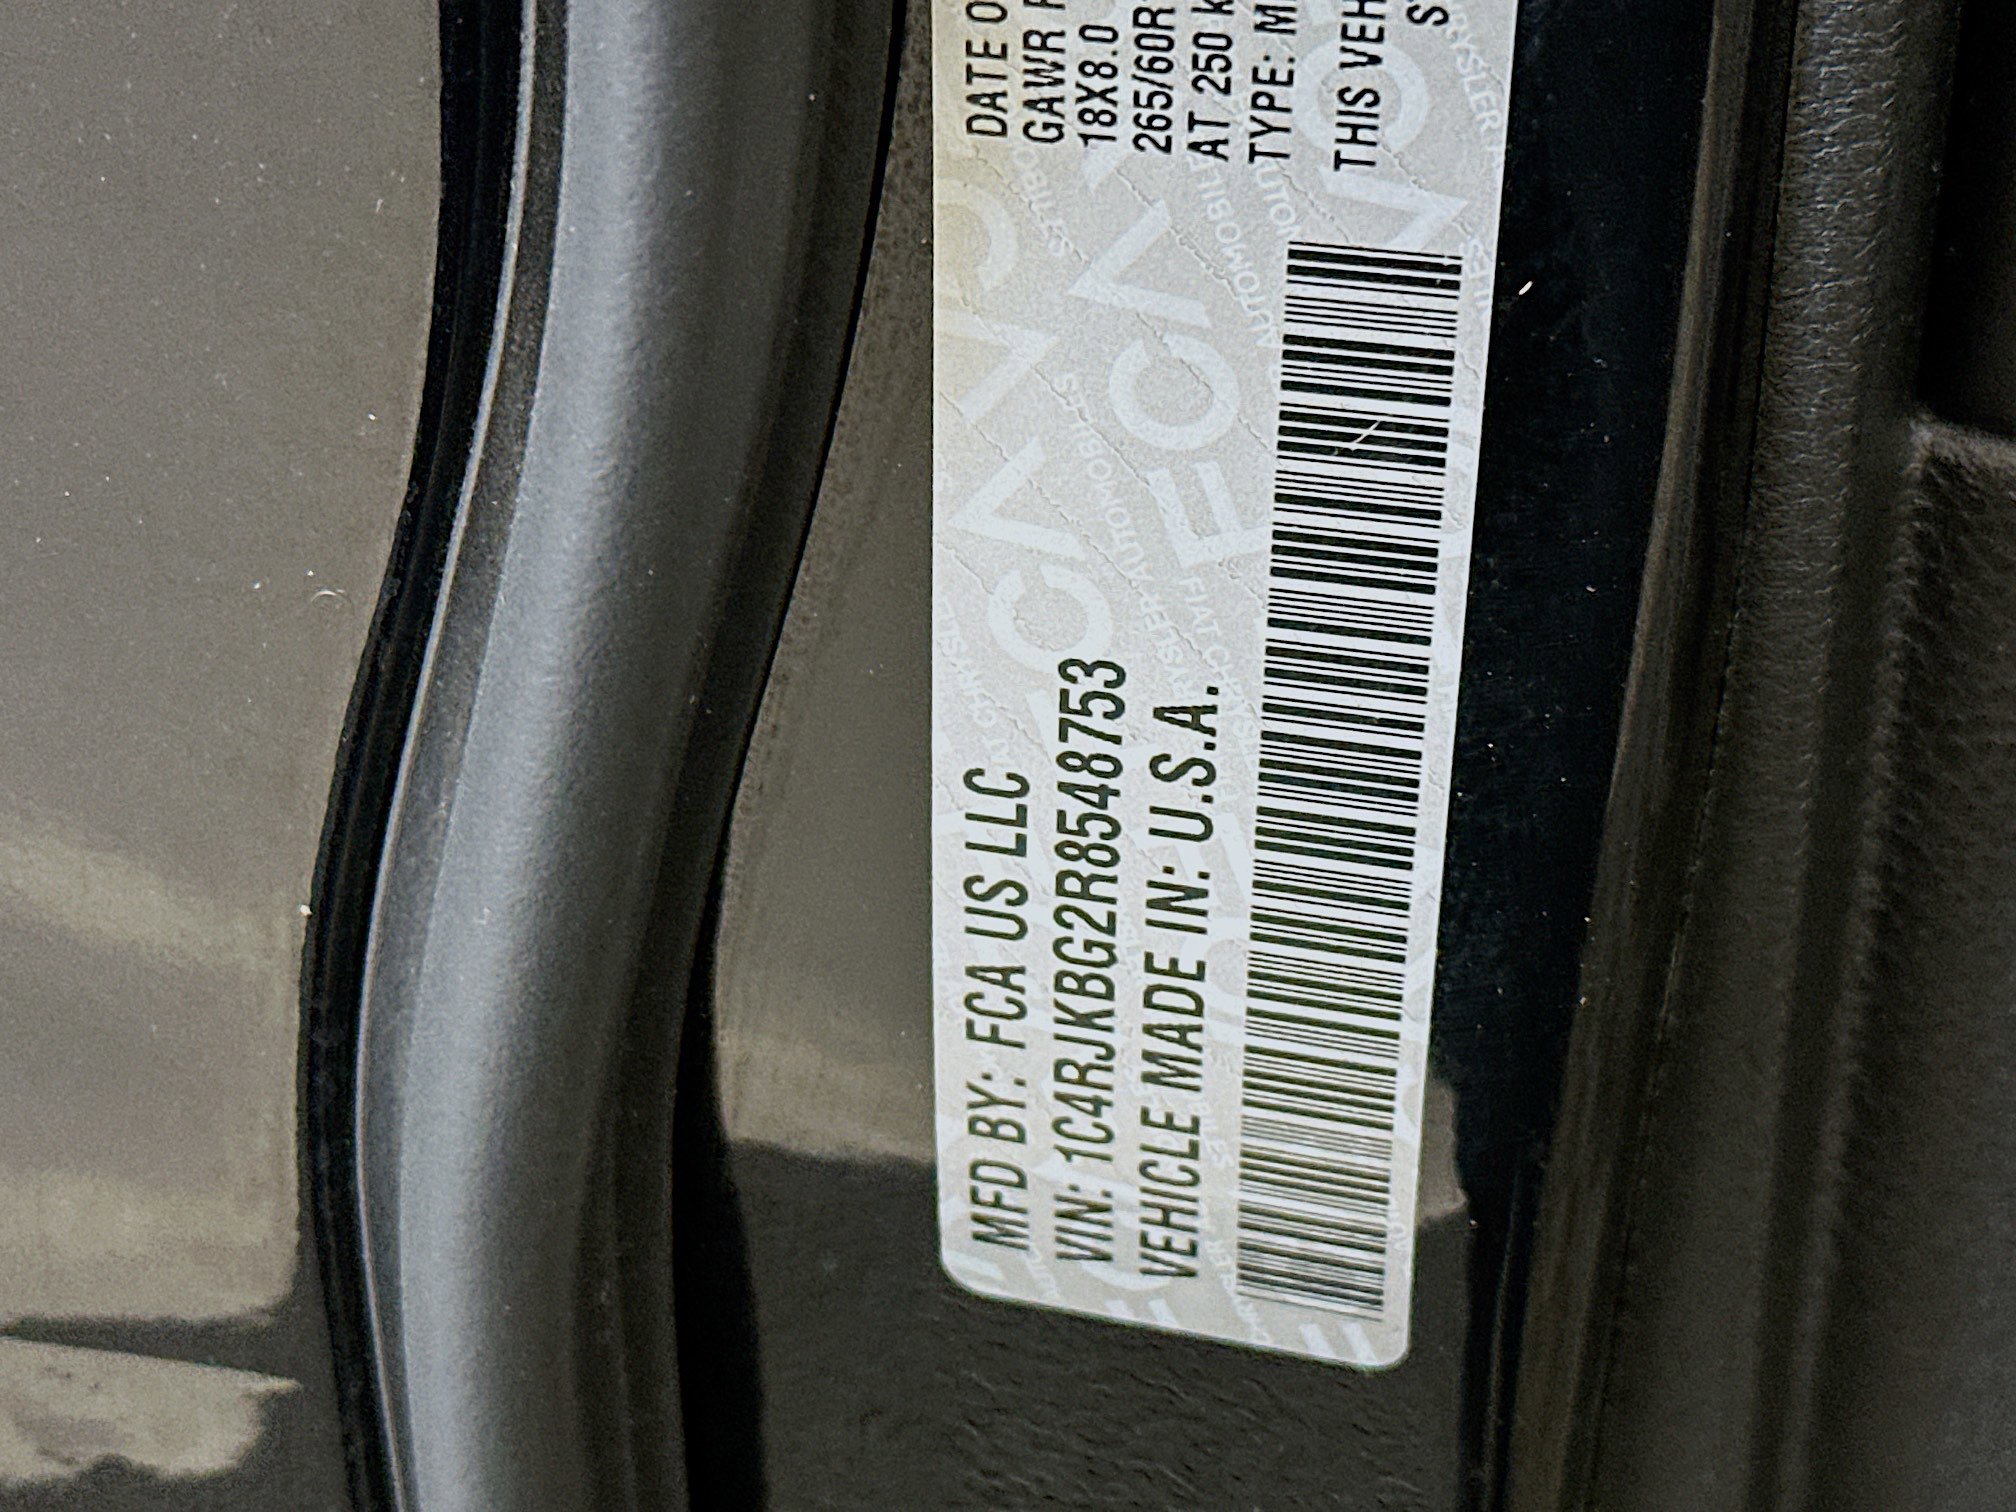 MFD BY: FCA US LLC
VIN: 1C4RJKBG2R8548753
VEHICLE MADE IN: U.S.A.
DATE O
GAWR
18X8.0
265/60R
AT 250 k
TYPE: M
THIS VEH
S